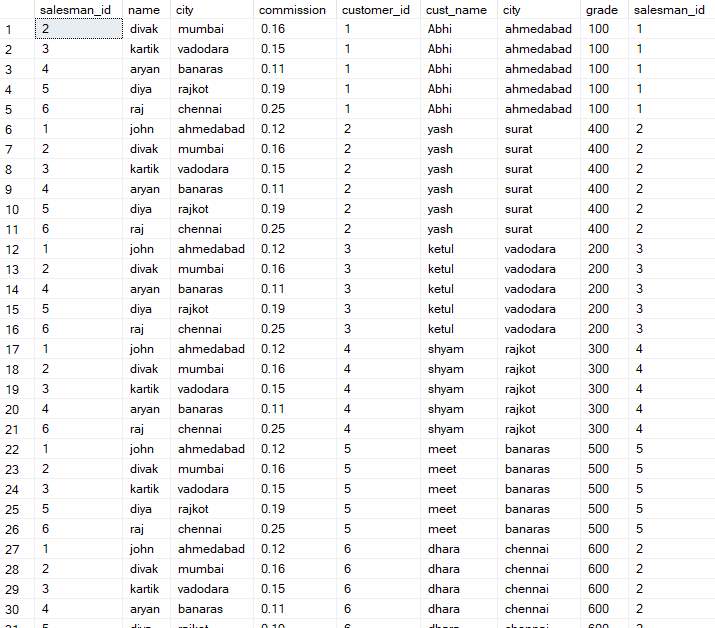 salesman_id name city commission customer_id cust_name city grade salesman_id
1 2 divak mumbai 0.16 1 Abhi ahmedabad 100 1
2 3 kartik vadodara 0.15 1 Abhi ahmedabad 100 1
3 4 aryan banaras 0.11 1 Abhi ahmedabad 100 1
4 5 diya rajkot 0.19 1 Abhi ahmedabad 100 1
5 6 raj chennai 0.25 1 Abhi ahmedabad 100 1
6 1 john ahmedabad 0.12 2 yash surat 400 2
7 2 divak mumbai 0.16 2 yash surat 400 2
8 3 kartik vadodara 0.15 2 yash surat 400 2
9 4 aryan banaras 0.11 2 yash surat 400 2
10 5 diya rajkot 0.19 2 yash surat 400 2
11 6 raj chennai 0.25 2 yash surat 400 2
12 1 john ahmedabad 0.12 3 ketul vadodara 200 3
13 2 divak mumbai 0.16 3 ketul vadodara 200 3
14 4 aryan banaras 0.11 3 ketul vadodara 200 3
15 5 diya rajkot 0.19 3 ketul vadodara 200 3
16 6 raj chennai 0.25 3 ketul vadodara 200 3
17 1 john ahmedabad 0.12 4 shyam rajkot 300 4
18 2 divak mumbai 0.16 4 shyam rajkot 300 4
19 3 kartik vadodara 0.15 4 shyam rajkot 300 4
20 4 aryan banaras 0.11 4 shyam rajkot 300 4
21 6 raj chennai 0.25 4 shyam rajkot 300 4
22 1 john ahmedabad 0.12 5 meet banaras 500 5
23 2 divak mumbai 0.16 5 meet banaras 500 5
24 3 kartik vadodara 0.15 5 meet banaras 500 5
25 5 diya rajkot 0.19 5 meet banaras 500 5
26 6 raj chennai 0.25 5 meet banaras 500 5
27 1 john ahmedabad 0.12 6 dhara chennai 600 2
28 2 divak mumbai 0.16 6 dhara chennai 600 2
29 3 kartik vadodara 0.15 6 dhara chennai 600 2
30 4 aryan banaras 0.11 6 dhara chennai 600 2